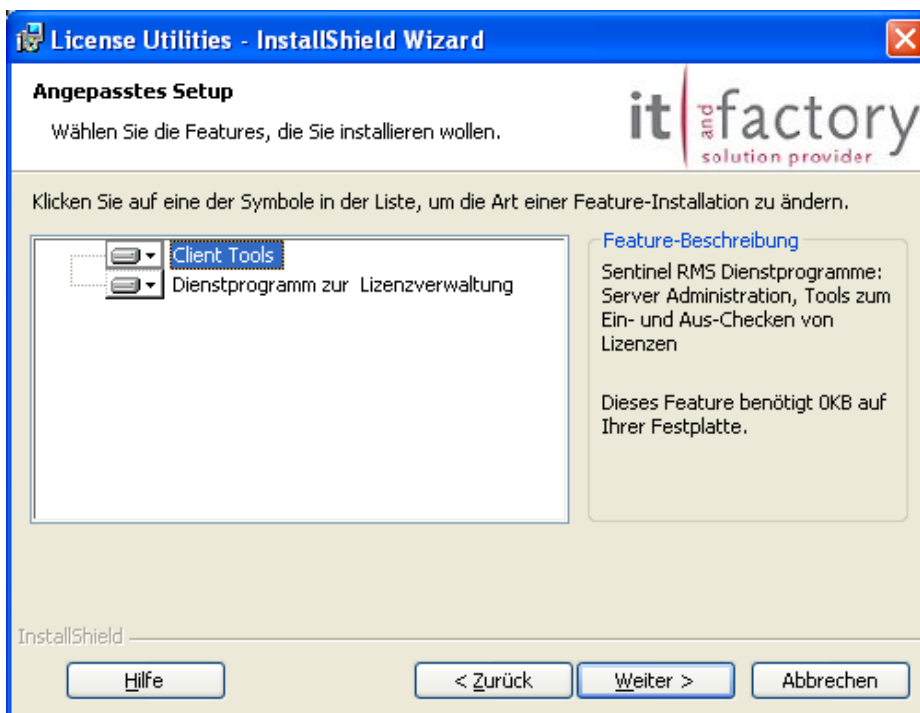 License Utilities - InstallShield Wizard
Angepasstes Setup
Wählen Sie die Features, die Sie installieren wollen.
it and factory
solution provider
Klicken Sie auf eine der Symbole in der Liste, um die Art einer Feature-Installation zu ändern.
Client Tools
Dienstprogramm zur Lizenzverwaltung
Feature-Beschreibung
Sentinel RMS Dienstprogramme:
Server Administration, Tools zum
Ein- und Aus-Checken von
Lizenzen
Dieses Feature benötigt 0KB auf
Ihrer Festplatte.
InstallShield
Hilfe
< Zurück
Weiter >
Abbrechen